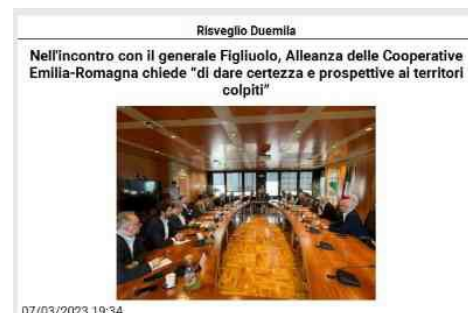 Risveglio Duemila
Nell'incontro con il generale Figliuolo, Alleanza delle Cooperative
Emilia-Romagna chiede "di dare certezza e prospettive ai territori
colpiti"
07/03/2023 19:34